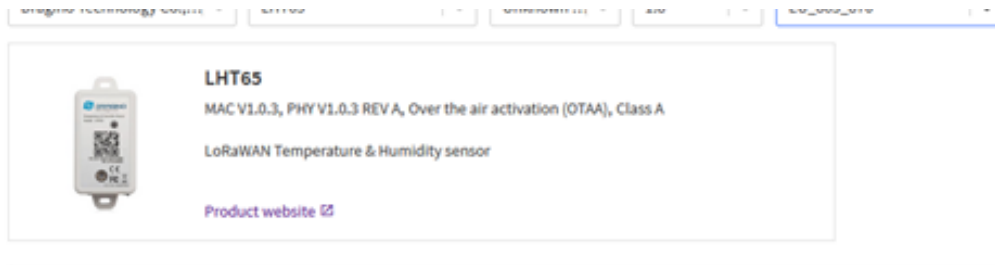 LHT65
MAC V1.0.3, PHY V1.0.3 REV A, Over the air activation (OTAA), Class A
LoRaWAN Temperature & Humidity sensor
Product website